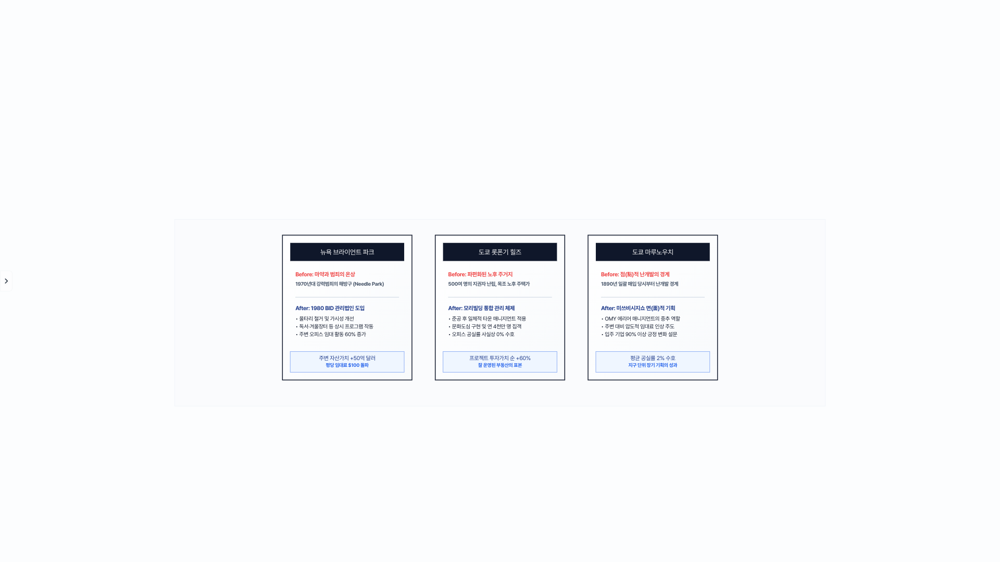 뉴욕 브라이언트 파크
Before: 마약과 범죄의 온상
1970년대 강력범죄의 해방구 (Needle Park)
After: 1980 BID 관리법인 도입
• 울타리 철거 및 가시성 개선
• 독서·겨울장터 등 상시 프로그램 작동
• 주변 오피스 임대 활동 60% 증가
주변 자산가치 +50억 달러
평당 임대료 $100 돌파
도쿄 롯폰기 힐즈
Before: 파편화된 노후 주거지
500여 명의 지권자 난립, 목조 노후 주택가
After: 모리빌딩 통합 관리 체제
• 준공 후 일체적 타운 매니지먼트 적용
• 문화도심 구현 및 연 4천만 명 집객
• 오피스 공실률 사실상 0% 수호
프로젝트 투자가치 순 +60%
잘 운영된 부동산의 표본
도쿄 마루노우치
Before: 점(點)적 난개발의 경계
1890년 일괄 매입 당시부터 난개발 경계
After: 미쓰비시지쇼 면(面)적 기획
• OMY 에리어 매니지먼트의 중추 역할
• 주변 대비 압도적 임대료 인상 주도
• 입주 기업 90% 이상 긍정 변화 설문
평균 공실률 2% 수호
지구 단위 장기 기획의 성과